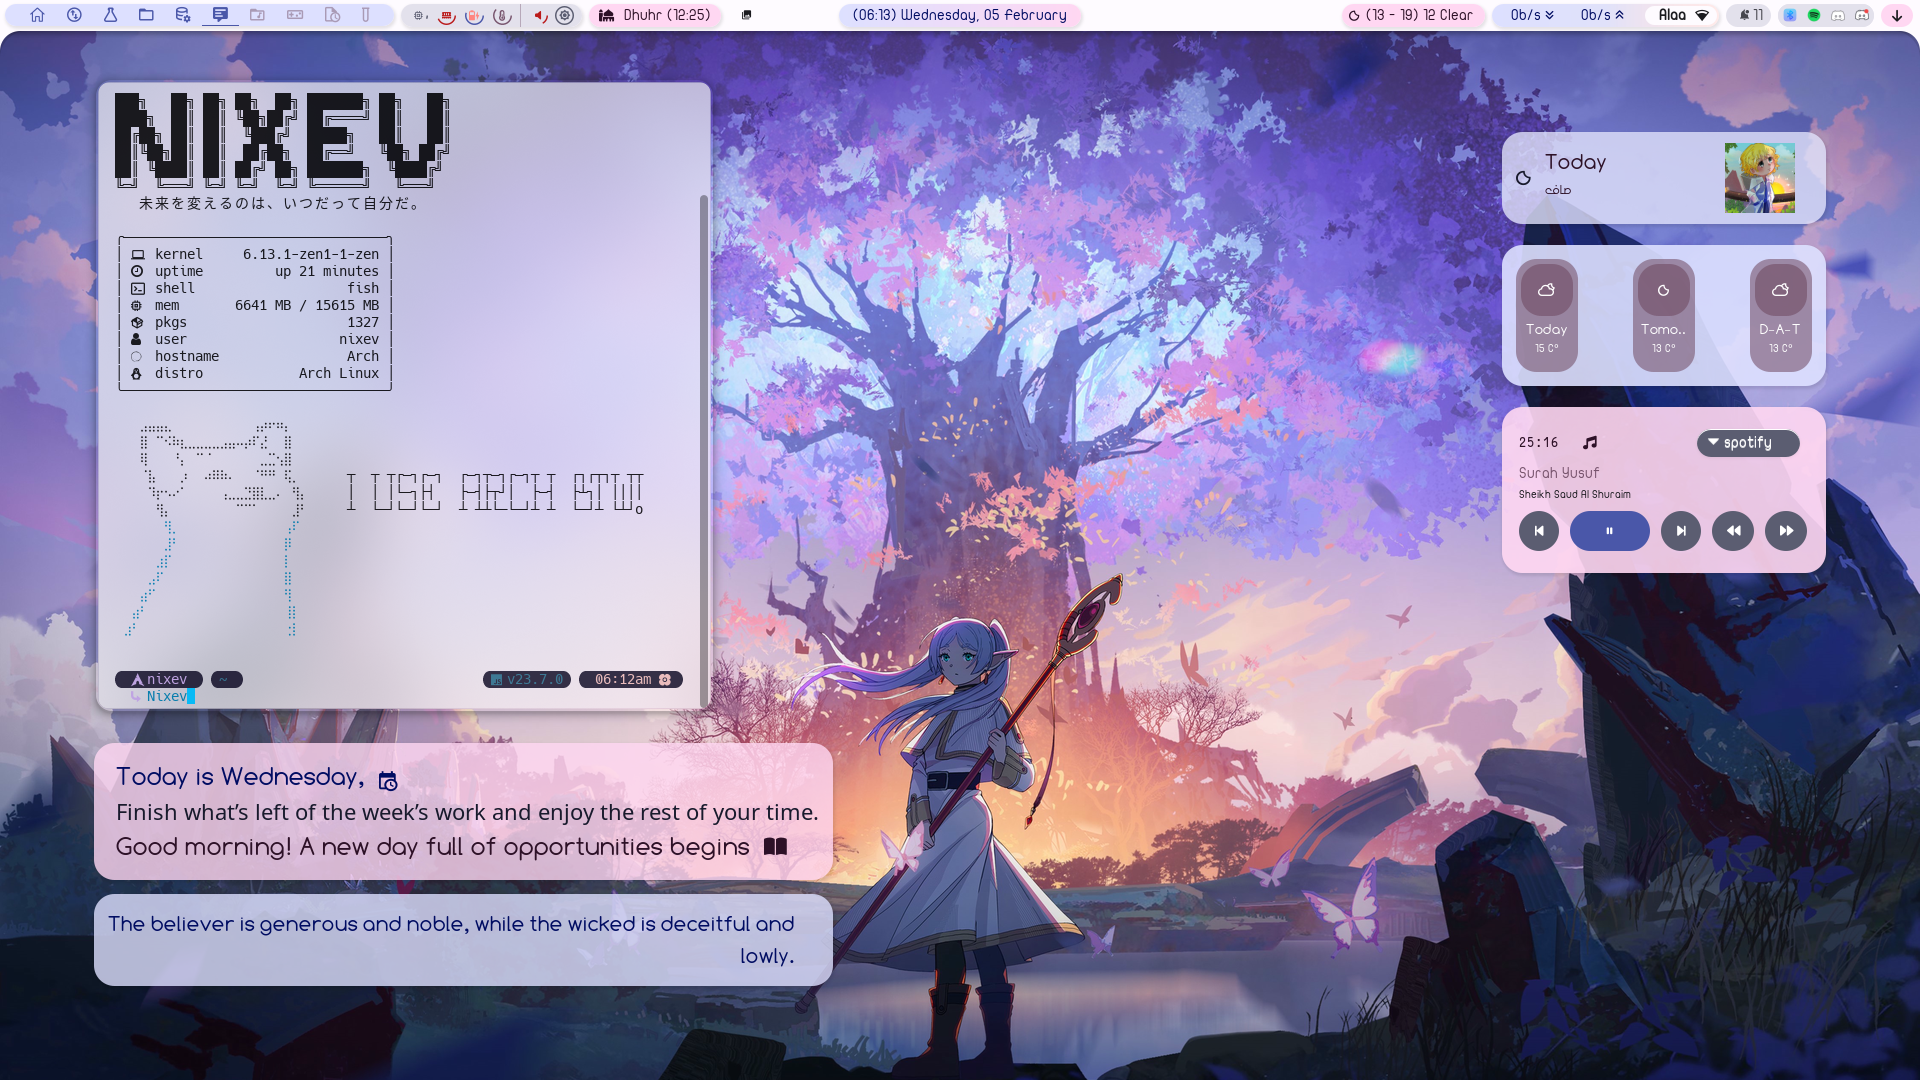 Dhuhr (12:25)
(06:13) Wednesday, 05 February
(13 - 19) 12 Clear
0b/s
0b/s
Alaa
11
NIXEV
未来を変えるのは、いつだって自分だ。
kernel 6.13.1-zen1-1-zen
uptime up 21 minutes
shell fish
mem 6641 MB / 15615 MB
pkgs 1327
user nixev
hostname Arch
distro Arch Linux
I USE ARCH BTW
nixev ~ v23.7.0 06:12am
Nixev
Today is Wednesday,
Finish what's left of the week's work and enjoy the rest of your time.
Good morning! A new day full of opportunities begins
The believer is generous and noble, while the wicked is deceitful and
lowly.
Today
صافي
Today
15 C°
Tomo..
13 C°
D-A-T
13 C°
25:16
spotify
Surah Yusuf
Sheikh Saud Al Shuraim